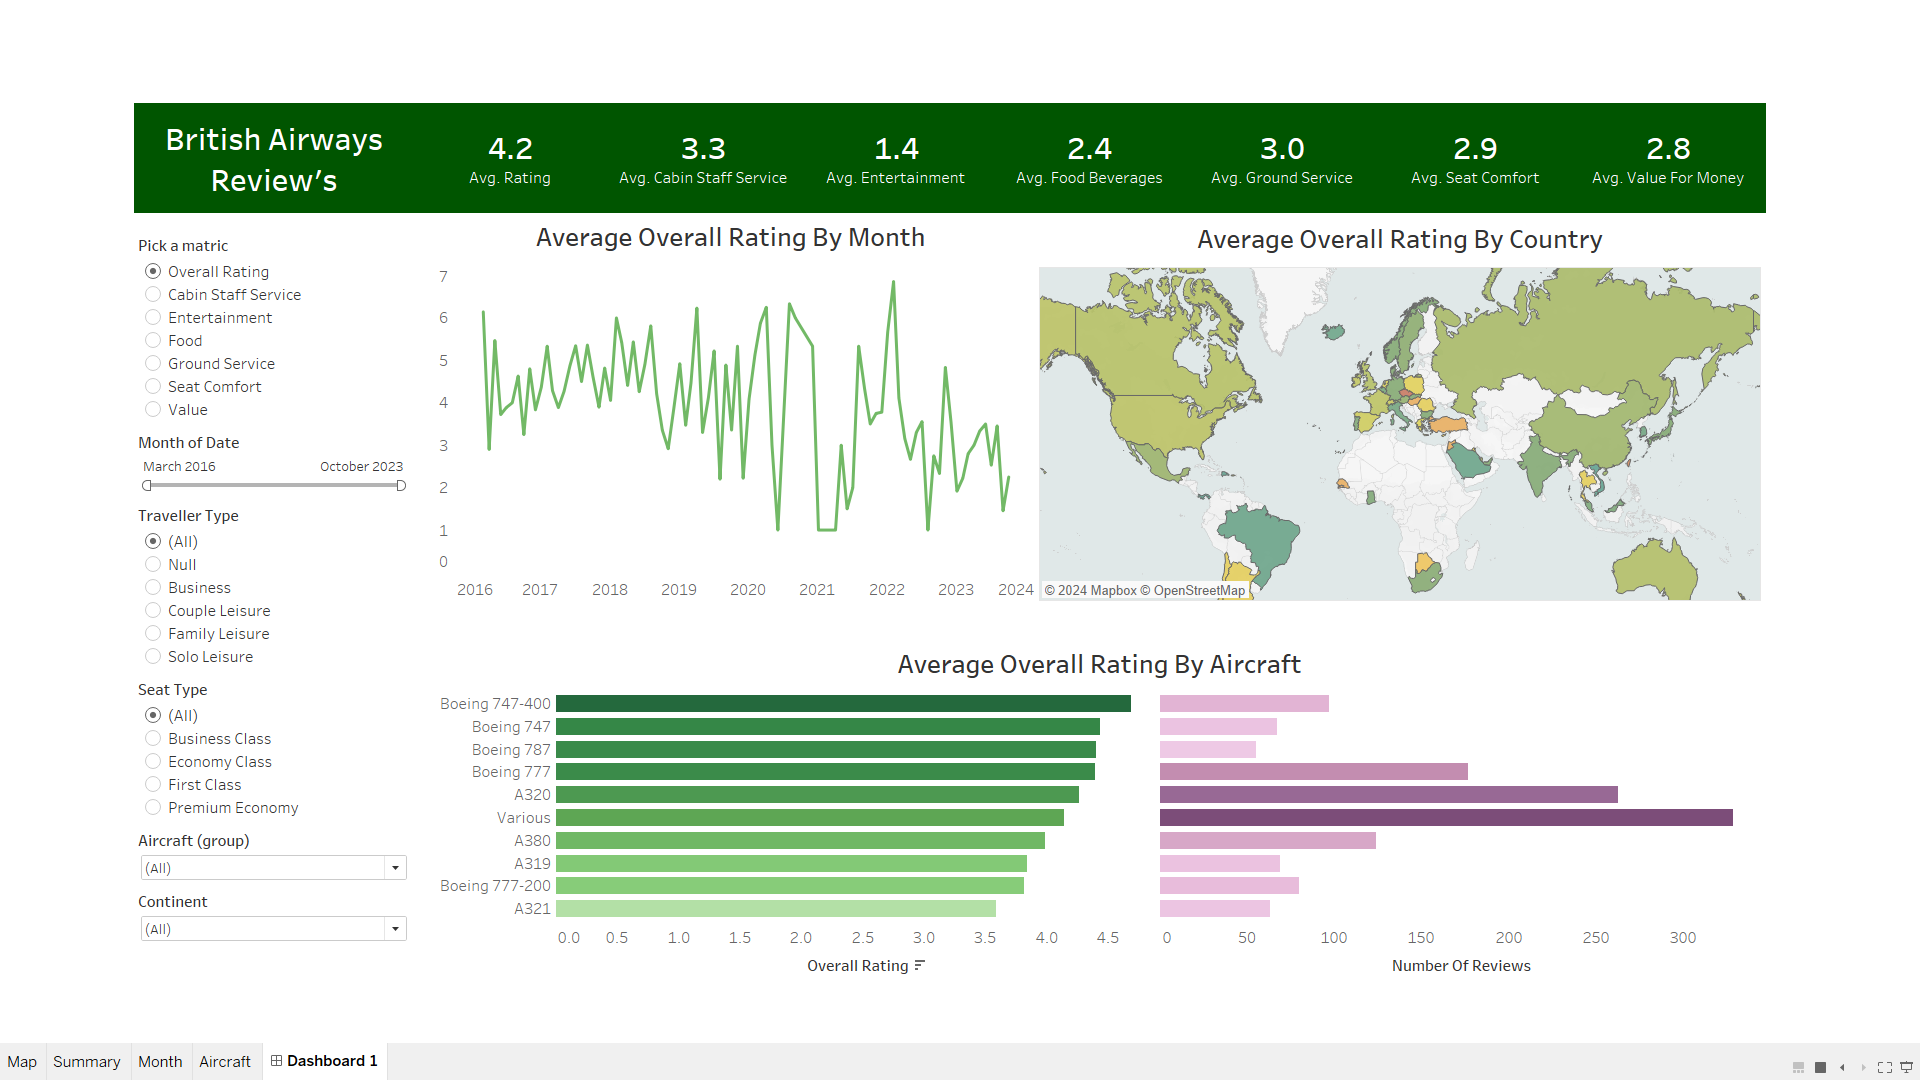 British Airways
Review's
4.2
Avg. Rating
3.3
Avg. Cabin Staff Service
1.4
Avg. Entertainment
2.4
Avg. Food Beverages
3.0
Avg. Ground Service
2.9
Avg. Seat Comfort
2.8
Avg. Value For Money
Pick a matric
Overall Rating
Cabin Staff Service
Entertainment
Food
Ground Service
Seat Comfort
Value
Month of Date
March 2016 October 2023
Traveller Type
(All)
Null
Business
Couple Leisure
Family Leisure
Solo Leisure
Seat Type
(All)
Business Class
Economy Class
First Class
Premium Economy
Aircraft (group)
(All)
Continent
(All)
Average Overall Rating By Month
7
6
5
4
3
2
1
0
2016 2017 2018 2019 2020 2021 2022 2023 2024
Average Overall Rating By Country
© 2024 Mapbox © OpenStreetMap
Average Overall Rating By Aircraft
Boeing 747-400
Boeing 747
Boeing 787
Boeing 777
A320
Various
A380
A319
Boeing 777-200
A321
0.0 0.5 1.0 1.5 2.0 2.5 3.0 3.5 4.0 4.5
Overall Rating
0 50 100 150 200 250 300
Number Of Reviews
Map Summary Month Aircraft Dashboard 1